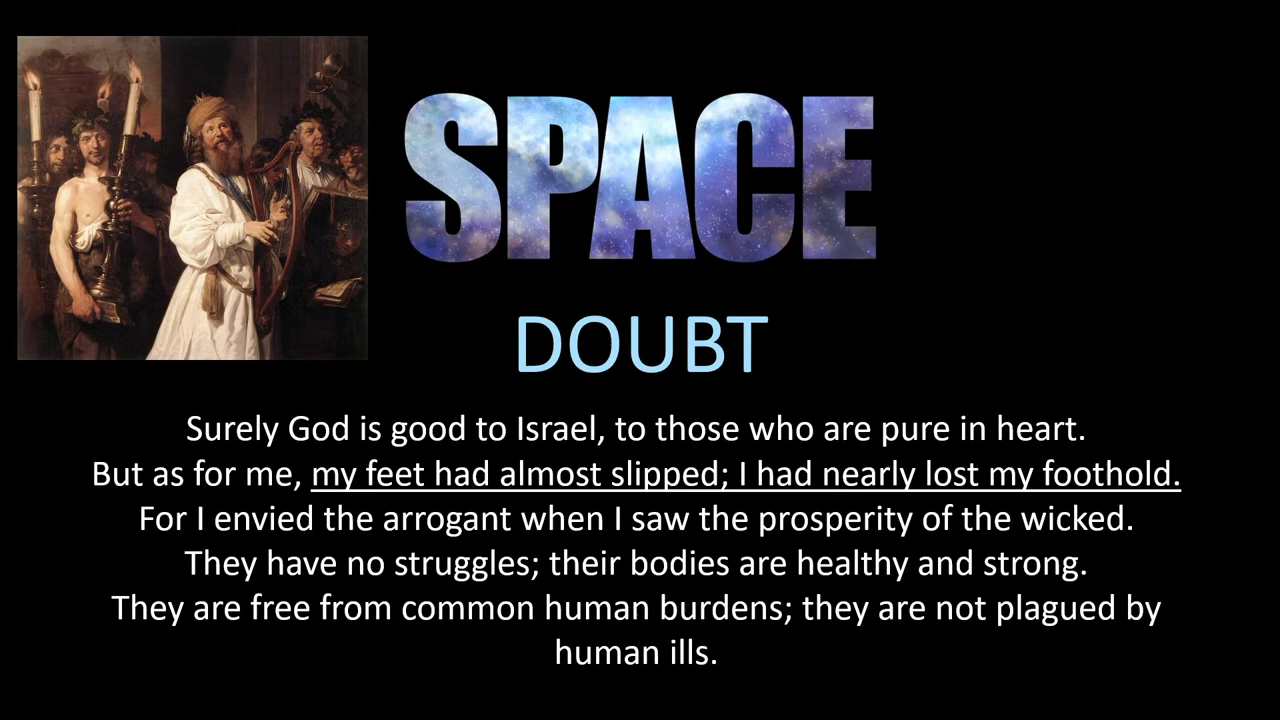 SPACE
DOUBT
Surely God is good to Israel, to those who are pure in heart.
But as for me, my feet had almost slipped; I had nearly lost my foothold.
For I envied the arrogant when I saw the prosperity of the wicked.
They have no struggles; their bodies are healthy and strong.
They are free from common human burdens; they are not plagued by
human ills.